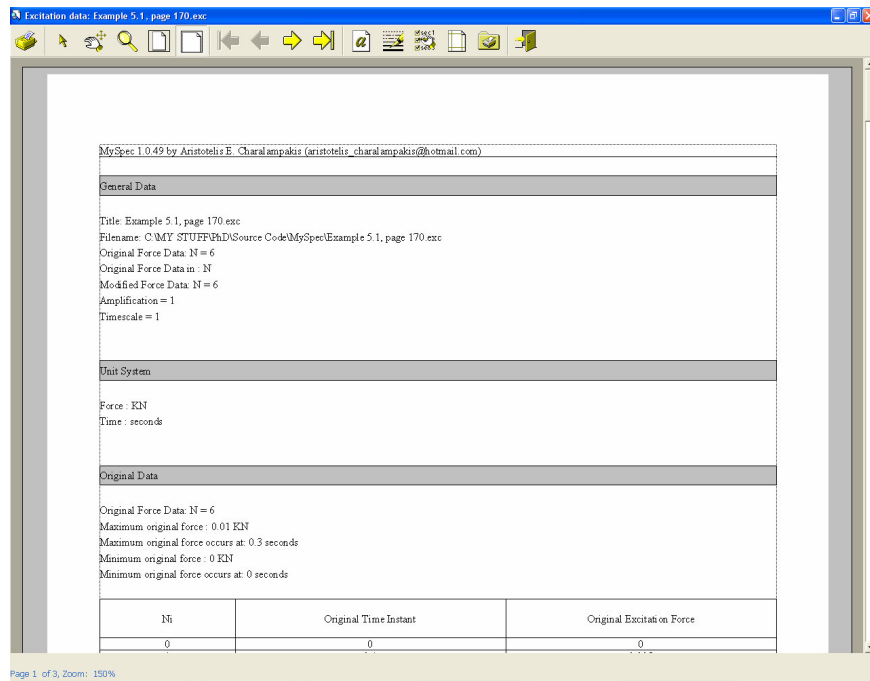 Excitation data: Example 5.1, page 170.exc
MySpec 1.0.49 by Aristotelis E. Charalampakis (aristotelis_charalampakis@hotmail.com)
General Data
Title: Example 5.1, page 170.exc
Filename: C:\MY STUFF\PhD\Source Code\MySpec\Example 5.1, page 170.exc
Original Force Data: N = 6
Original Force Data in : N
Modified Force Data: N = 6
Amplification = 1
Timescale = 1
Unit System
Force : KN
Time : seconds
Original Data
Original Force Data: N = 6
Maximum original force : 0.01 KN
Maximum original force occurs at: 0.3 seconds
Minimum original force : 0 KN
Minimum original force occurs at: 0 seconds
Ni Original Time Instant Original Excitation Force
0 0 0
Page 1 of 3, Zoom: 150%